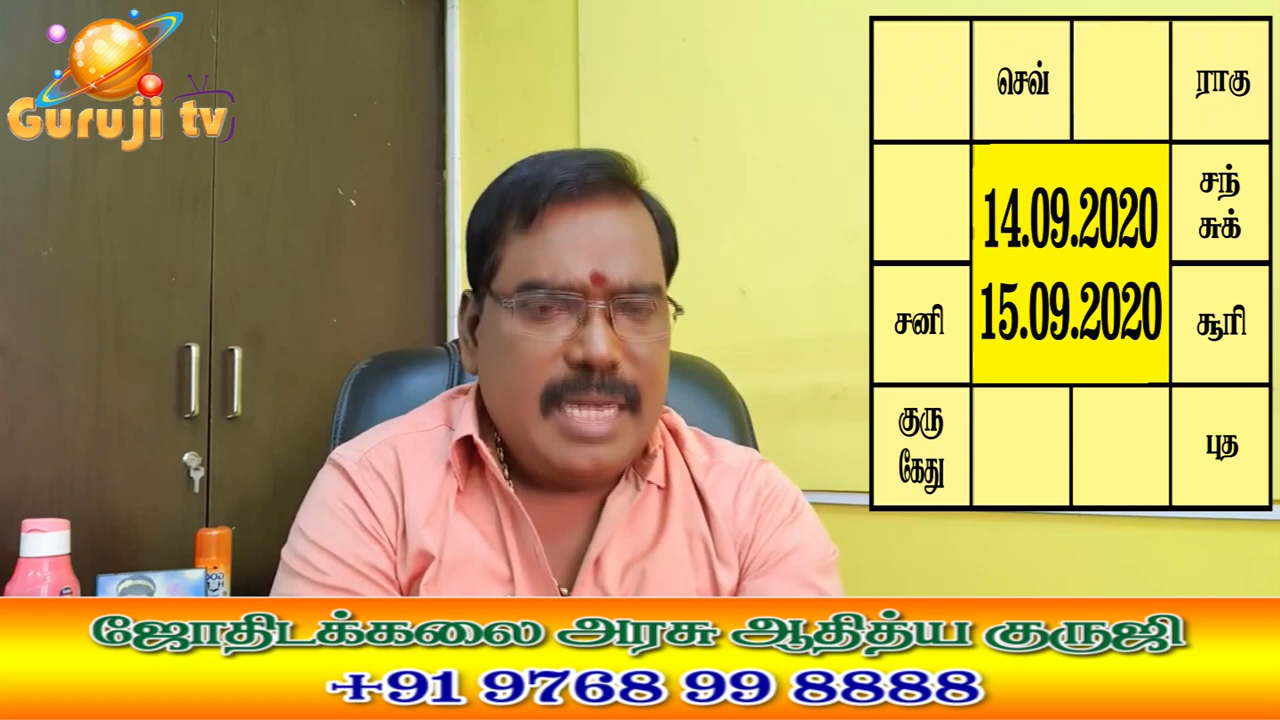 Guruji tv
செவ்
ராகு
சந்
சுக்
14.09.2020
15.09.2020
சனி
சூரி
குரு
கேது
புத
ஜோதிடக்கலை அரசு ஆதித்ய குருஜி
+91 9768 99 8888